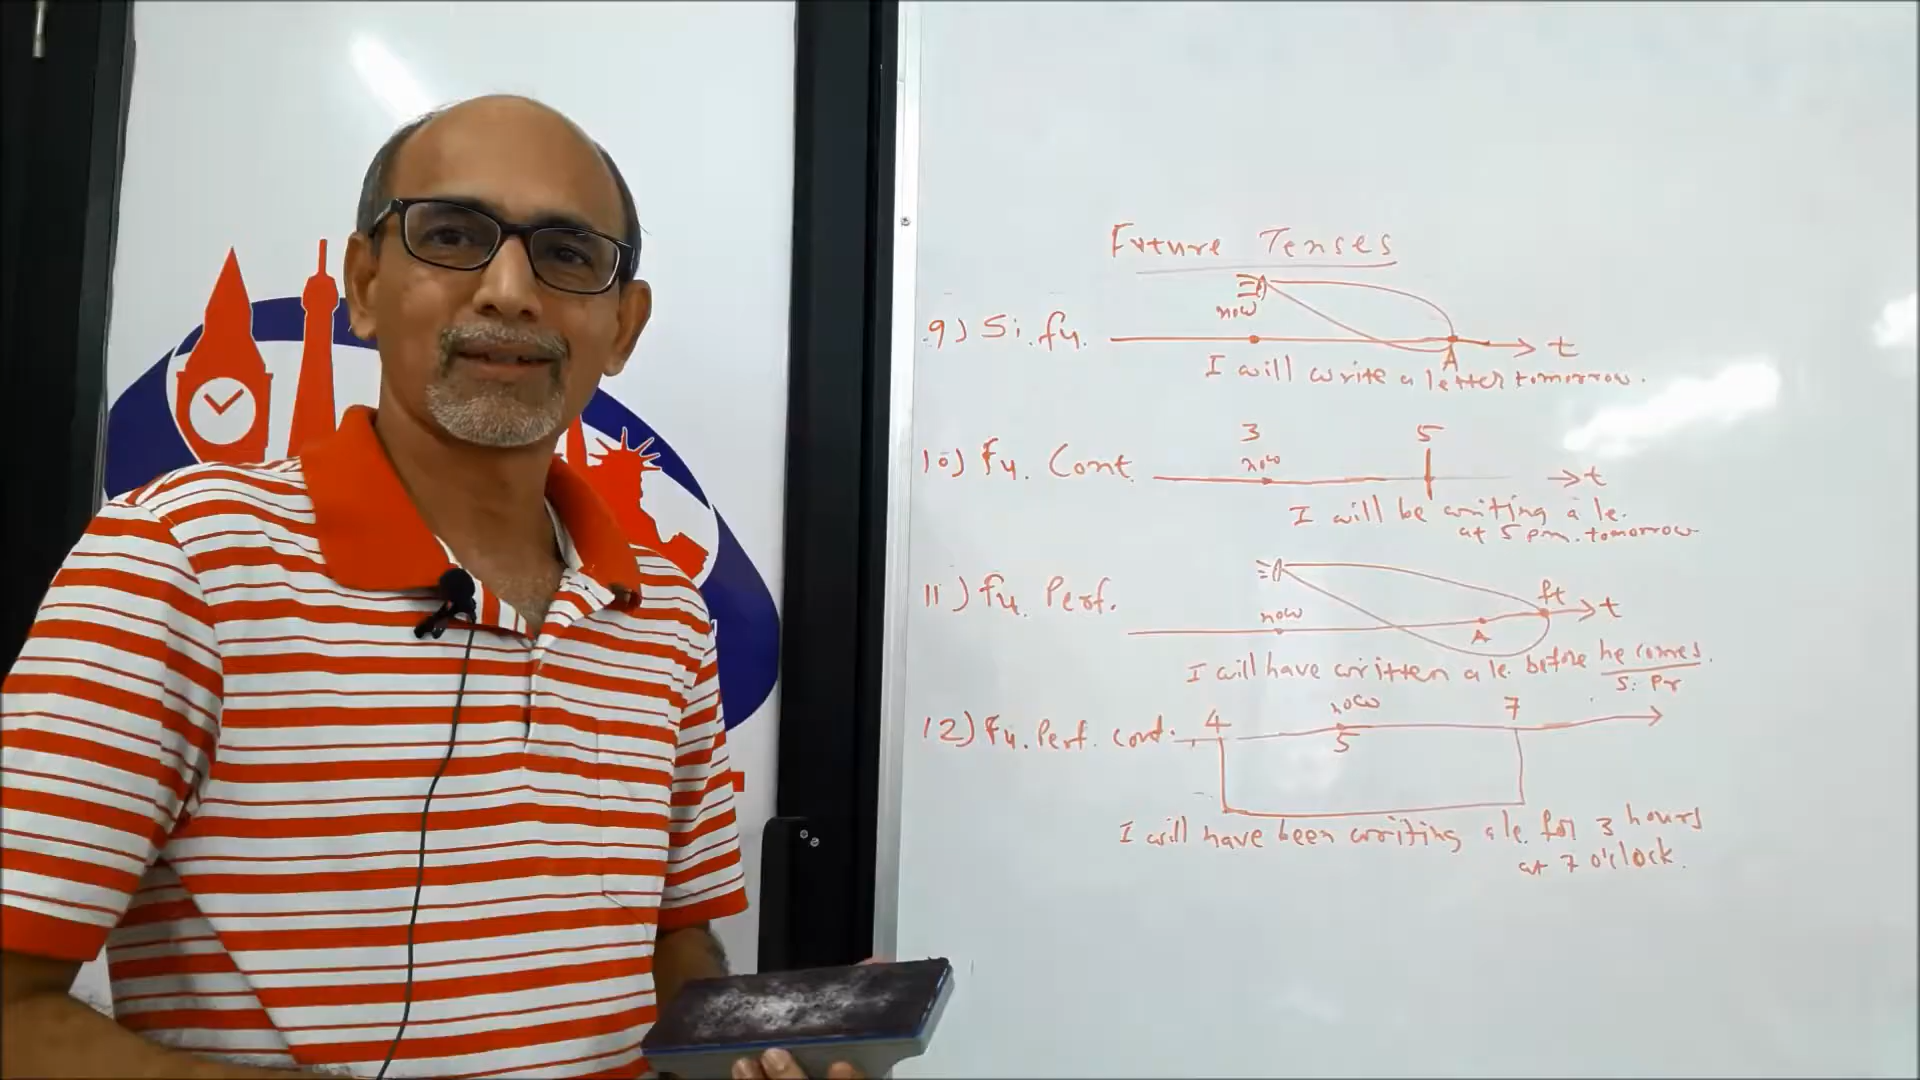 Future Tenses
now
9) Si. fu. t
A
I will write a letter tomorrow.
3 5
now
10) Fu. Cont. t
I will be writing a le.
at 5 pm. tomorrow
11) Fu. Perf. now A ft t
I will have written a le. before he comes.
S. Pr
12) Fu. Perf. cont. 4 now 7
5
I will have been writing a le. for 3 hours
at 7 o'clock.